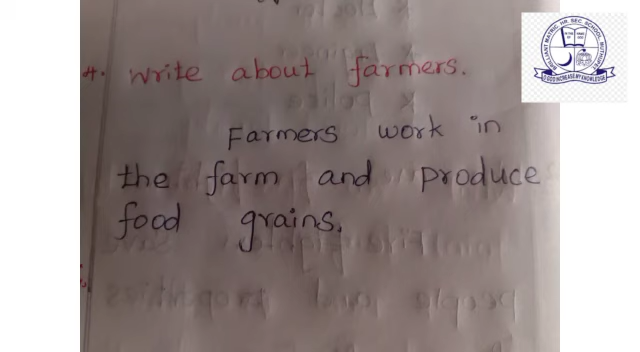 4. Write about farmers.
Farmers work in
the farm and produce
food grains.